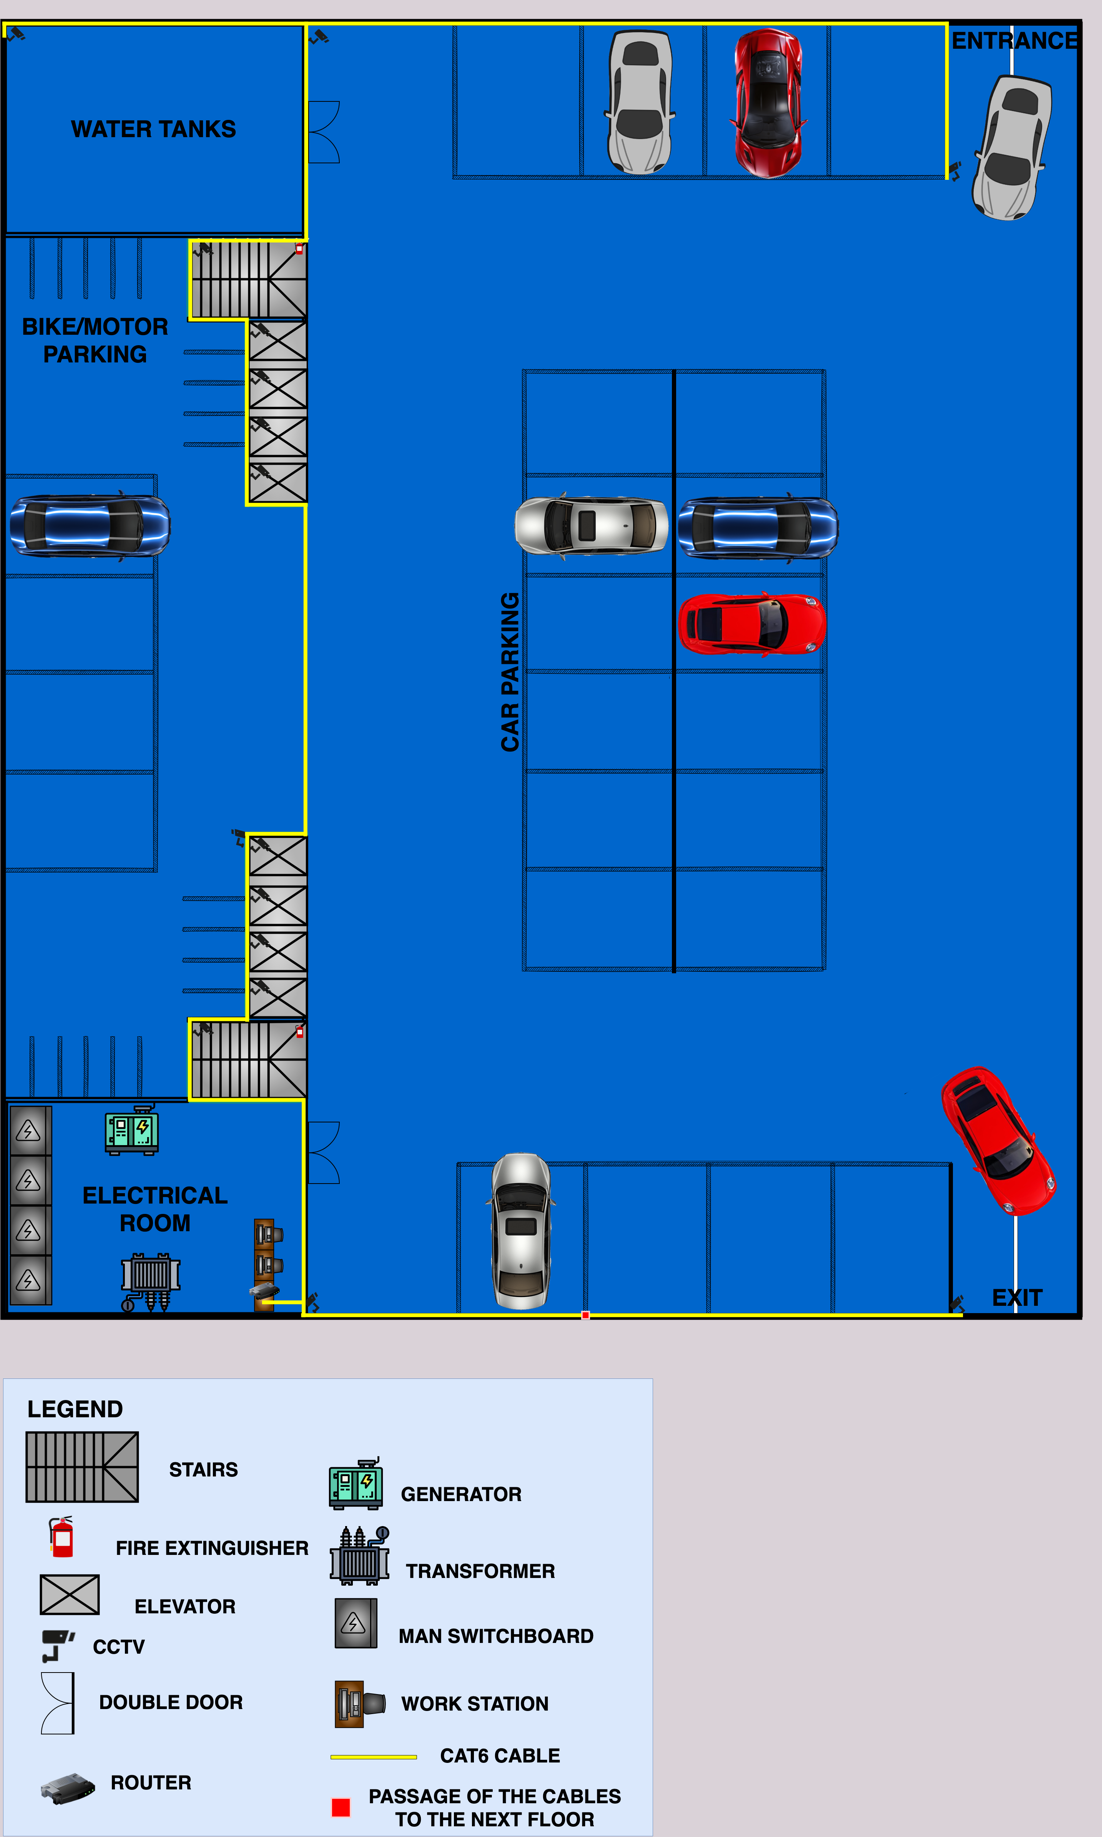 ENTRANCE
WATER TANKS
BIKE/MOTOR
PARKING
CAR PARKING
ELECTRICAL
ROOM
EXIT
LEGEND
STAIRS
FIRE EXTINGUISHER
ELEVATOR
CCTV
DOUBLE DOOR
ROUTER
GENERATOR
TRANSFORMER
MAN SWITCHBOARD
WORK STATION
CAT6 CABLE
PASSAGE OF THE CABLES
TO THE NEXT FLOOR